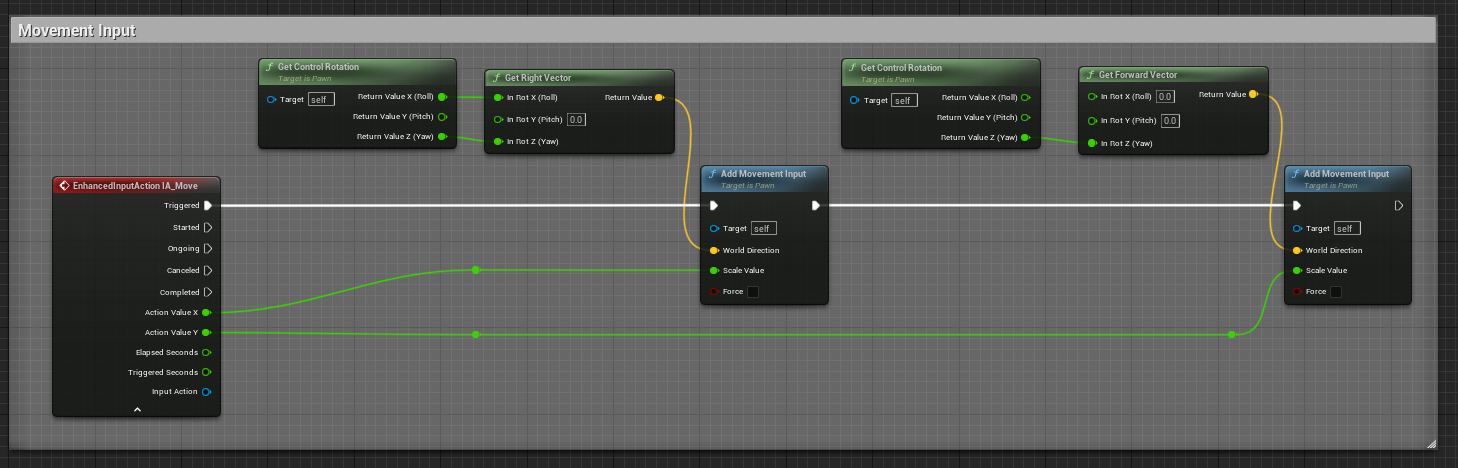 Movement Input
Get Control Rotation
Target is Pawn
Target self
Return Value X (Roll)
Return Value Y (Pitch)
Return Value Z (Yaw)
Get Right Vector
In Rot X (Roll)
Return Value
In Rot Y (Pitch) 0.0
In Rot Z (Yaw)
Get Control Rotation
Target is Pawn
Target self
Return Value X (Roll)
Return Value Y (Pitch)
Return Value Z (Yaw)
Get Forward Vector
In Rot X (Roll) 0.0
Return Value
In Rot Y (Pitch) 0.0
In Rot Z (Yaw)
EnhancedInputAction IA_Move
Triggered
Started
Ongoing
Canceled
Completed
Action Value X
Action Value Y
Elapsed Seconds
Triggered Seconds
Input Action
Add Movement Input
Target is Pawn
Target self
World Direction
Scale Value
Force
Add Movement Input
Target is Pawn
Target self
World Direction
Scale Value
Force